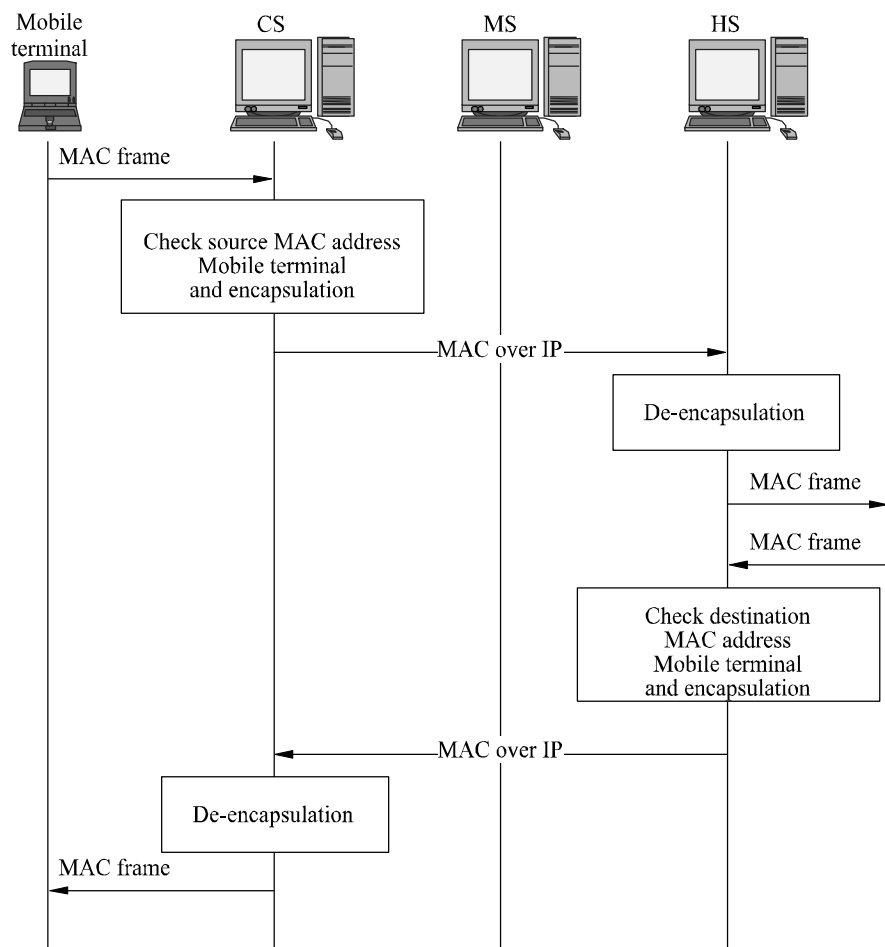 Mobile
terminal
CS
MS
HS
MAC frame
Check source MAC address
Mobile terminal
and encapsulation
MAC over IP
De-encapsulation
MAC frame
MAC frame
Check destination
MAC address
Mobile terminal
and encapsulation
MAC over IP
De-encapsulation
MAC frame